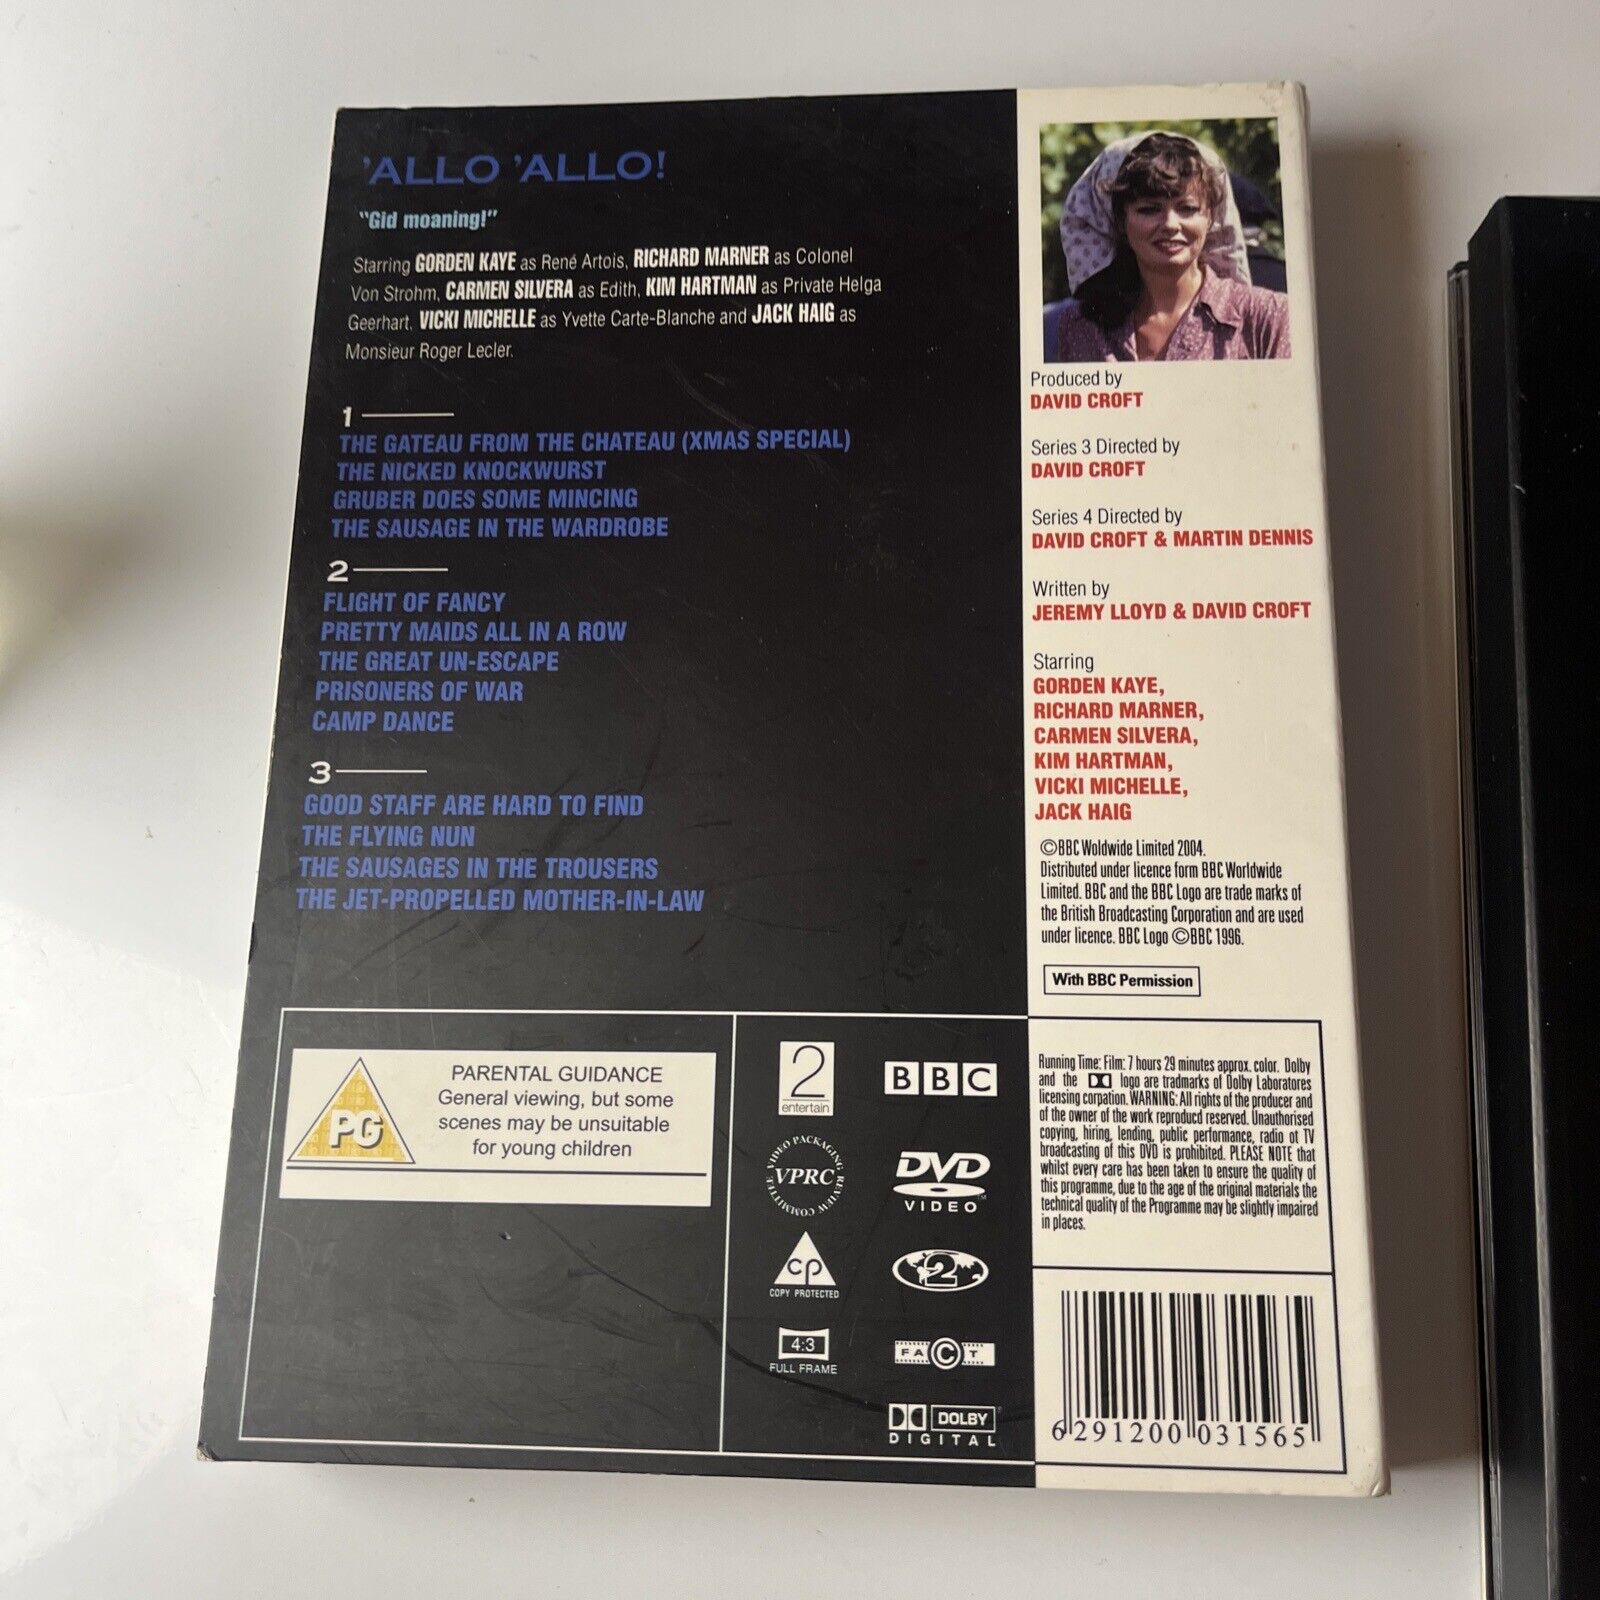 'ALLO 'ALLO!
"Gid moaning!"
Starring GORDEN KAYE as René Artois, RICHARD MARNER as Colonel
Von Strohm, CARMEN SILVERA as Edith, KIM HARTMAN as Private Helga
Geerhart, VICKI MICHELLE as Yvette Carte-Blanche and JACK HAIG as
Monsieur Roger Lecler.
1
THE GATEAU FROM THE CHATEAU (XMAS SPECIAL)
THE NICKED KNOCKWURST
GRUBER DOES SOME MINCING
THE SAUSAGE IN THE WARDROBE
2
FLIGHT OF FANCY
PRETTY MAIDS ALL IN A ROW
THE GREAT UN-ESCAPE
PRISONERS OF WAR
CAMP DANCE
3
GOOD STAFF ARE HARD TO FIND
THE FLYING NUN
THE SAUSAGES IN THE TROUSERS
THE JET-PROPELLED MOTHER-IN-LAW
Produced by
DAVID CROFT
Series 3 Directed by
DAVID CROFT
Series 4 Directed by
DAVID CROFT & MARTIN DENNIS
Written by
JEREMY LLOYD & DAVID CROFT
Starring
GORDEN KAYE,
RICHARD MARNER,
CARMEN SILVERA,
KIM HARTMAN,
VICKI MICHELLE,
JACK HAIG
©BBC Woldwide Limited 2004.
Distributed under licence form BBC Worldwide
Limited. BBC and the BBC Logo are trade marks of
the British Broadcasting Corporation and are used
under licence. BBC Logo ©BBC 1996.
With BBC Permission
PG
PARENTAL GUIDANCE
General viewing, but some
scenes may be unsuitable
for young children
2
entertain
BBC
VIDEO PACKAGING REVIEW COMMITTEE
VPRC
DVD
VIDEO
CP
COPY PROTECTED
2
4:3
FULL FRAME
FACT
DOLBY
DIGITAL
Running Time: Film: 7 hours 29 minutes approx. color. Dolby
and the logo are tradmarks of Dolby Laboratores
licensing corpation. WARNING: All rights of the producer and
of the owner of the work reproducd reserved. Unauthorised
copying, hiring, lending, public performance, radio ot TV
broadcasting of this DVD is prohibited. PLEASE NOTE that
whilst every care has been taken to ensure the quality of
this programme, due to the age of the original materials the
technical quality of the Programme may be slightly impaired
in places.
6 291200 031565